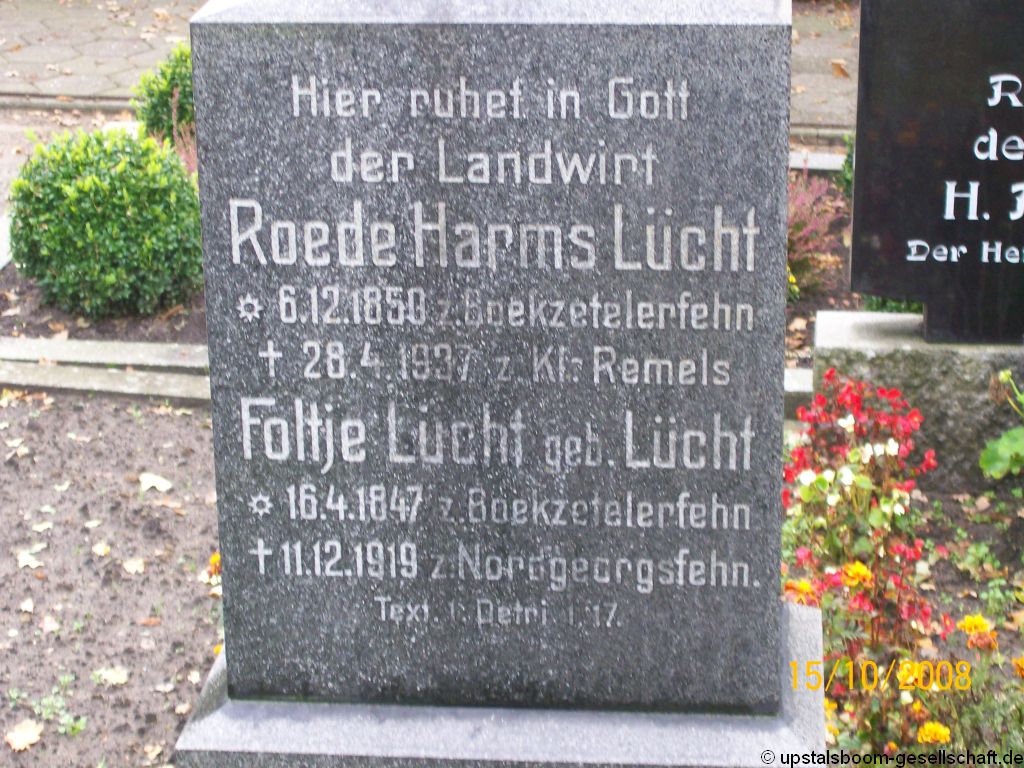 Hier ruhet in Gott
der Landwirt
Roede Harms Lücht
6.12.1850 z. Boekzetelerfehn
† 28.4.1937 z. Kl: Remels
Foltje Lücht geb. Lücht
16.4.1847 z. Boekzetelerfehn
† 11.12.1919 z. Nordgeorgsfehn.
Text. 1. Petri 1.17.
R
de
H.
Der He
15/10/2008
© upstalsboom-gesellschaft.de